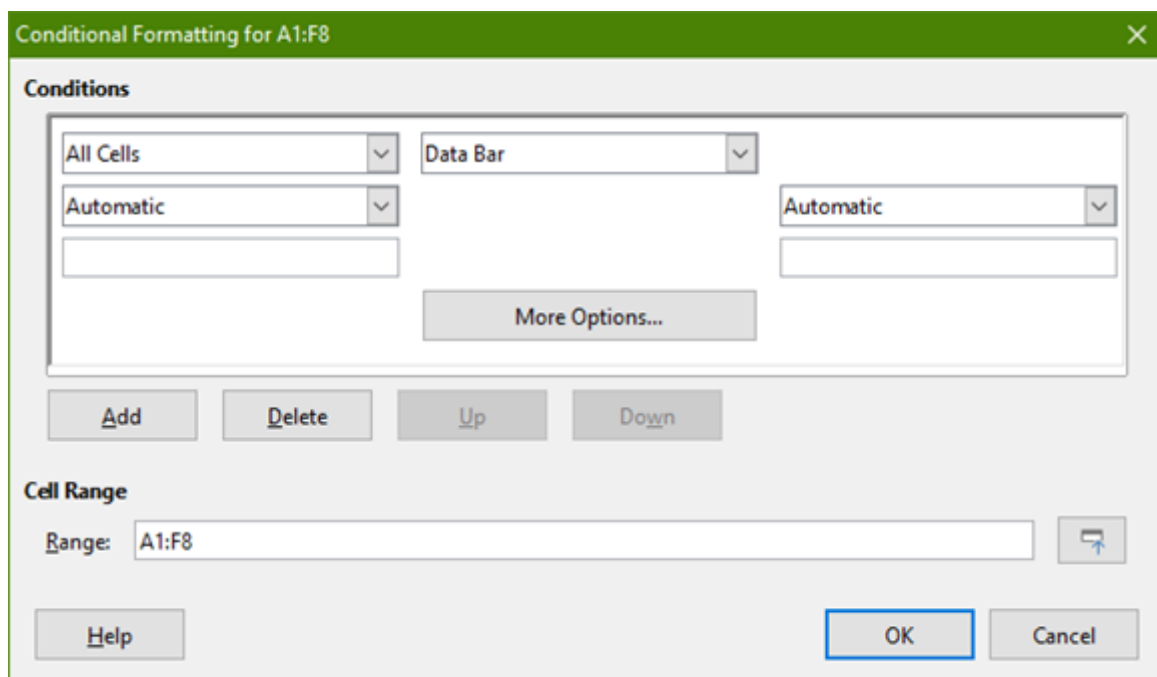 Conditional Formatting for A1:F8
Conditions
All Cells
Data Bar
Automatic
Automatic
More Options...
Add
Delete
Up
Down
Cell Range
Range: A1:F8
Help
OK
Cancel